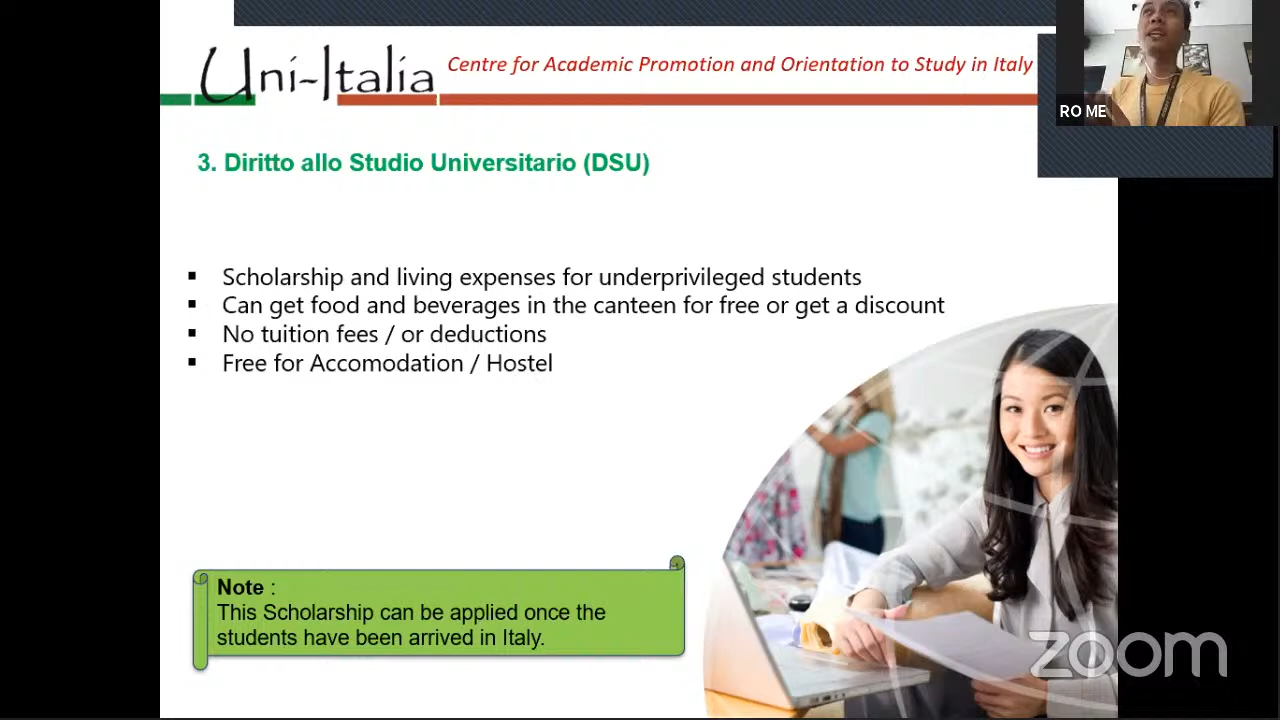 Uni-Italia
Centre for Academic Promotion and Orientation to Study in Italy
RO ME
3. Diritto allo Studio Universitario (DSU)
▪ Scholarship and living expenses for underprivileged students
▪ Can get food and beverages in the canteen for free or get a discount
▪ No tuition fees / or deductions
▪ Free for Accomodation / Hostel
Note :
This Scholarship can be applied once the
students have been arrived in Italy.
zoom